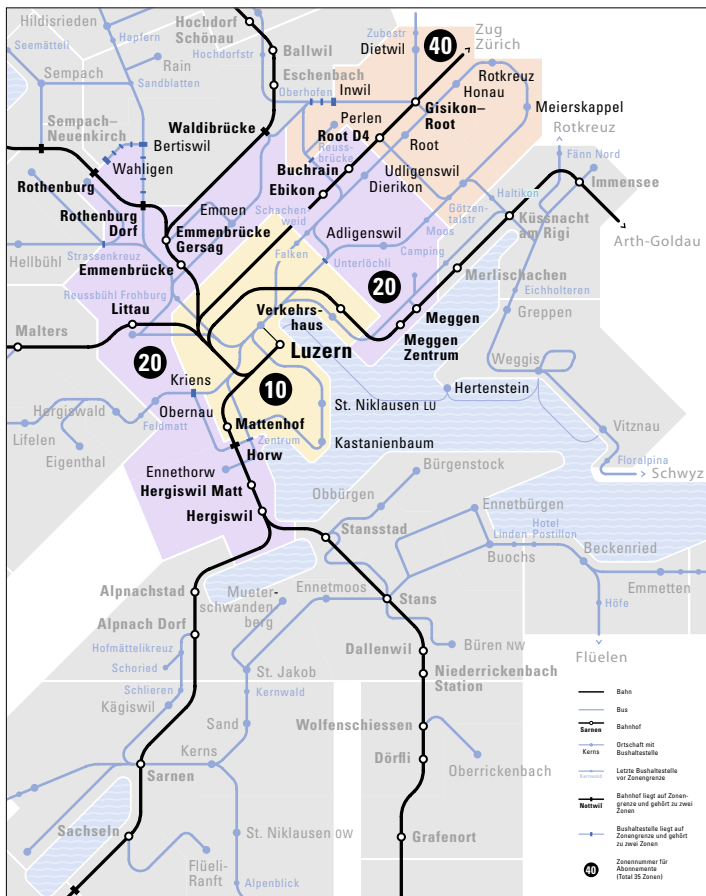 Hildisrieden
Seemätteli
Hapfern
Rain
Sempach
Sandblatten
Sempach–
Neuenkirch
Bertiswil
Wahligen
Rothenburg
Rothenburg
Dorf
Hellbühl
Strassenkreuz
Hochdorf
Schönau
Hochdorfstr
Ballwil
Eschenbach
Oberhofen
Inwil
Waldibrücke
Zubestr
Dietwil
40
Zug
Zürich
Rotkreuz
Honau
Gisikon–
Root
Meierskappel
Perlen
Root D4
Reuss-
brücke
Root
Buchrain
Ebikon
Udligenswil
Dierikon
Rotkreuz
Fänn Nord
Immensee
Haltikon
Küssnacht
am Rigi
Arth-Goldau
Emmen
Schachen-
weid
Emmenbrücke
Gersag
Emmenbrücke
Falken
Adligenswil
Götzen-
talstr
Moos
Camping
Unterlöchli
Merlischachen
Eichholteren
Greppen
Reussbühl Frohburg
Littau
Malters
20
Verkehrs-
haus
Luzern
20
Meggen
Meggen
Zentrum
Weggis
Hertenstein
Kriens
10
Hergiswald
Obernau
Feldmatt
Lifelen
Eigenthal
Mattenhof
Zentrum
Horw
St. Niklausen LU
Kastanienbaum
Vitznau
Floralpina
Schwyz
Ennethorw
Hergiswil Matt
Hergiswil
Bürgenstock
Obbürgen
Stansstad
Ennetbürgen
Hotel
Linden Postillon
Buochs
Beckenried
Emmetten
Höfe
Flüelen
Alpnachstad
Alpnach Dorf
Mueter-
schwanden
berg
Ennetmoos
Stans
Büren NW
Hofmättelikreuz
Schoried
Schlieren
Kägiswil
St. Jakob
Kernwald
Sand
Dallenwil
Niederrickenbach
Station
Wolfenschiessen
Dörfli
Oberrickenbach
Kerns
Sarnen
Sachseln
St. Niklausen OW
Flüeli-
Ranft
Alpenblick
Grafenort
Bahn
Bus
Sarnen
Bahnhof
Kerns
Ortschaft mit
Bushaltestelle
Kernwald
Letzte Bushaltestelle
vor Zonengrenze
Nottwil
Bahnhof liegt auf Zonen-
grenze und gehört zu zwei
Zonen
Bushaltestelle liegt auf
Zonengrenze und gehört
zu zwei Zonen
40
Zonennummer für
Abonnemente
(Total 35 Zonen)